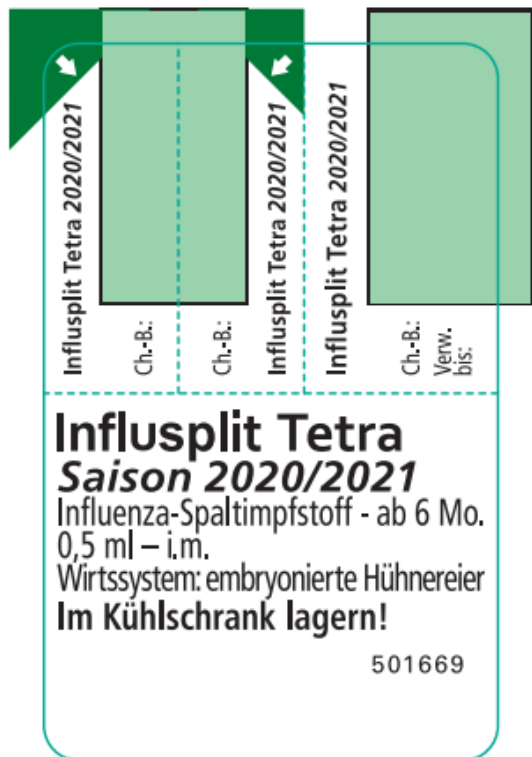 Influsplit Tetra 2020/2021
Ch.-B.:
Ch.-B.:
Influsplit Tetra 2020/2021
Influsplit Tetra 2020/2021
Ch.-B.:
Verw.
bis:
Influsplit Tetra
Saison 2020/2021
Influenza-Spaltimpfstoff - ab 6 Mo.
0,5 ml – i.m.
Wirtssystem: embryonierte Hühnereier
Im Kühlschrank lagern!
501669